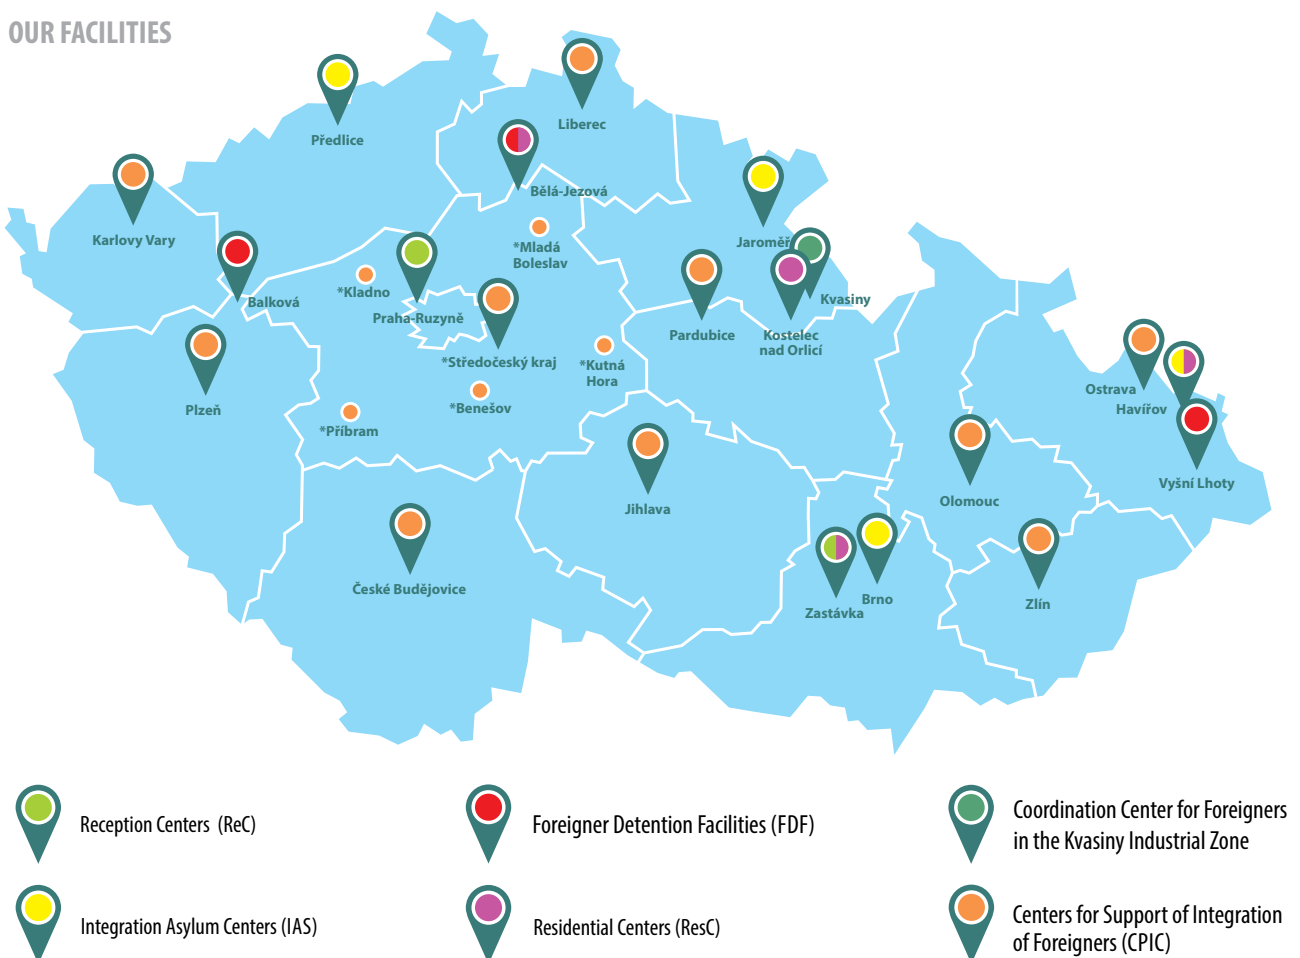 OUR FACILITIES
Předlice
Liberec
Bělá-Jezová
Karlovy Vary
*Mladá
Boleslav
Jaroměř
Balková
*Kladno
Praha-Ruzyně
Kvasiny
Pardubice
Kostelec
nad Orlicí
*Středočeský kraj
*Kutná
Hora
Plzeň
*Benešov
*Příbram
Ostrava
Havířov
Vyšní Lhoty
Jihlava
Olomouc
České Budějovice
Zastávka
Brno
Zlín
Reception Centers (ReC)
Foreigner Detention Facilities (FDF)
Coordination Center for Foreigners
in the Kvasiny Industrial Zone
Integration Asylum Centers (IAS)
Residential Centers (ResC)
Centers for Support of Integration
of Foreigners (CPIC)